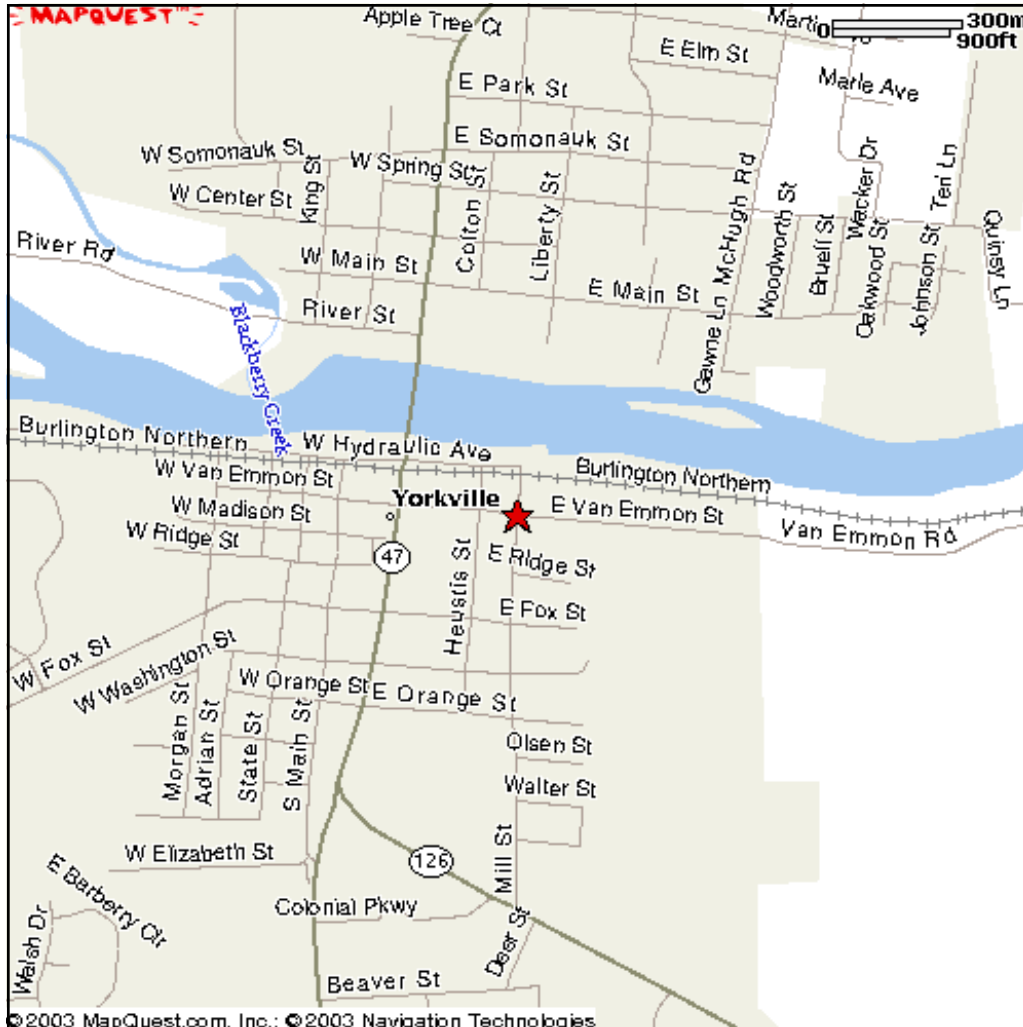 MAPQUEST
Apple Tree Ct
0
300m
900ft
E Elm St
Marle Ave
E Park St
E Somonauk St
W Somonauk St
W Spring St
W Center St
King St
Colton St
Liberty St
McHugh Rd
Woodworth St
Bruell St
Wacker Dr
Oakwood St
Teri Ln
Johnson St
Quinsy Ln
River Rd
W Main St
E Main St
River St
Gawne Ln
Blackberry Creek
Burlington Northern
W Hydraulic Ave
Burlington Northern
W Van Emmon St
Yorkville
E Van Emmon St
W Madison St
Van Emmon Rd
W Ridge St
47
E Ridge St
Heustis St
E Fox St
W Fox St
W Washington St
W Orange St
E Orange St
Morgan St
Adrian St
State St
S Main St
Olsen St
Walter St
W Elizabeth St
126
Mill St
E Barberry Cir
Colonial Pkwy
Walsh Dr
Deer St
Beaver St
©2003 MapQuest.com, Inc.; ©2003 Navigation Technologies